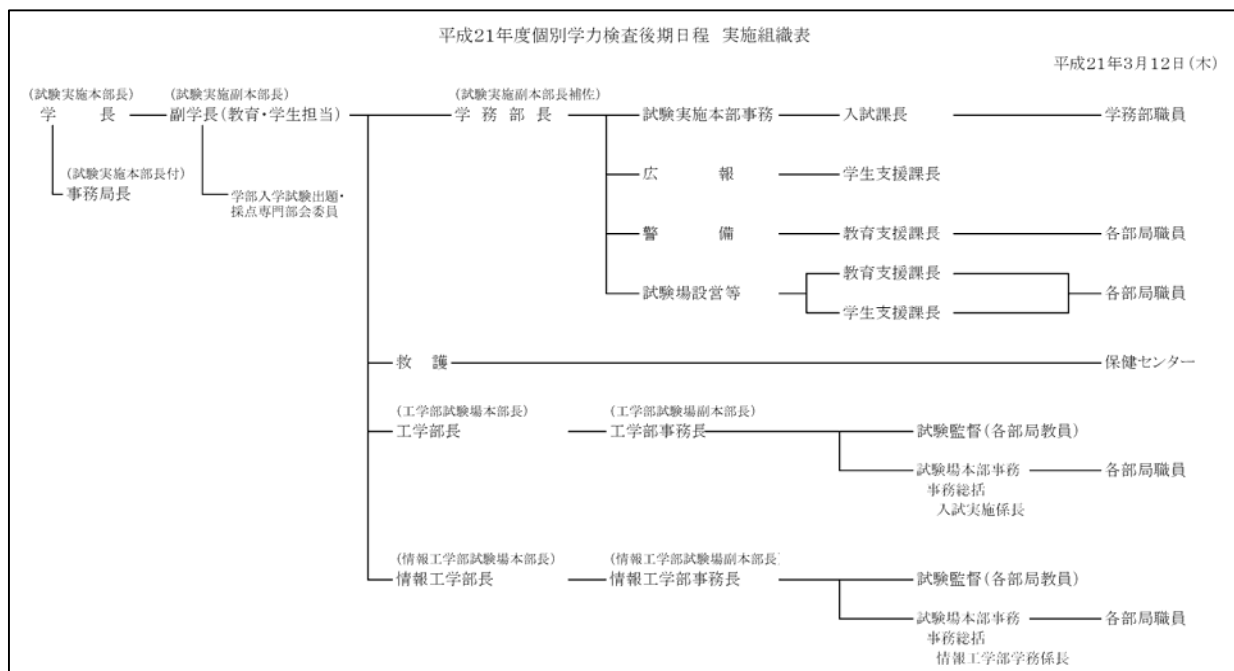 平成21年度個別学力検査後期日程 実施組織表
平成21年3月12日(木)
(試験実施本部長)
学 長
(試験実施副本部長)
副学長(教育・学生担当)
(試験実施副本部長補佐)
学務部長
試験実施本部事務
入試課長
学務部職員
(試験実施本部長付)
事務局長
学部入学試験出題・
採点専門部会委員
広 報
学生支援課長
警 備
教育支援課長
各部局職員
試験場設営等
教育支援課長
学生支援課長
各部局職員
救 護
保健センター
(工学部試験場本部長)
工学部長
(工学部試験場副本部長)
工学部事務長
試験監督(各部局教員)
試験場本部事務
事務総括
入試実施係長
各部局職員
(情報工学部試験場本部長)
情報工学部長
(情報工学部試験場副本部長)
情報工学部事務長
試験監督(各部局教員)
試験場本部事務
事務総括
情報工学部学務係長
各部局職員